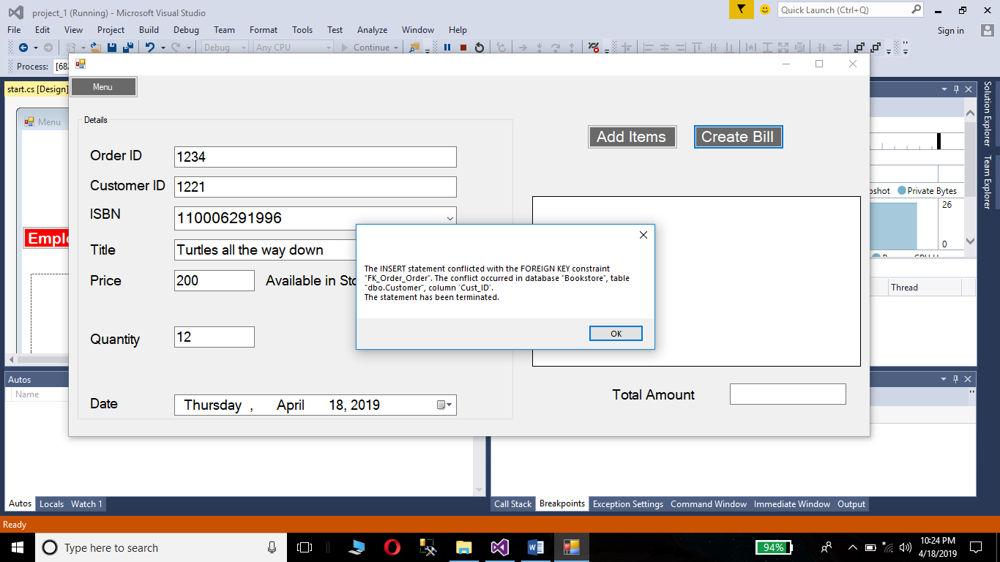 project_1 (Running) - Microsoft Visual Studio
Quick Launch (Ctrl+Q)
File Edit View Project Build Debug Team Format Tools Test Analyze Window Help
Sign in
Debug Any CPU Continue
Process: [682
start.cs [Design]
Menu
Menu
Emplo
Details
Order ID 1234
Customer ID 1221
ISBN 110006291996
Title Turtles all the way down
Price 200 Available in Sto
Quantity 12
Date Thursday , April 18, 2019
Add Items Create Bill
Total Amount
The INSERT statement conflicted with the FOREIGN KEY constraint
"FK_Order_Order". The conflict occurred in database "Bookstore", table
"dbo.Customer", column 'Cust_ID'.
The statement has been terminated.
OK
Solution Explorer
Team Explorer
pshot Private Bytes
26
0
Thread
Autos
Name
Autos Locals Watch 1
Call Stack Breakpoints Exception Settings Command Window Immediate Window Output
Ready
Type here to search
94%
10:24 PM
4/18/2019